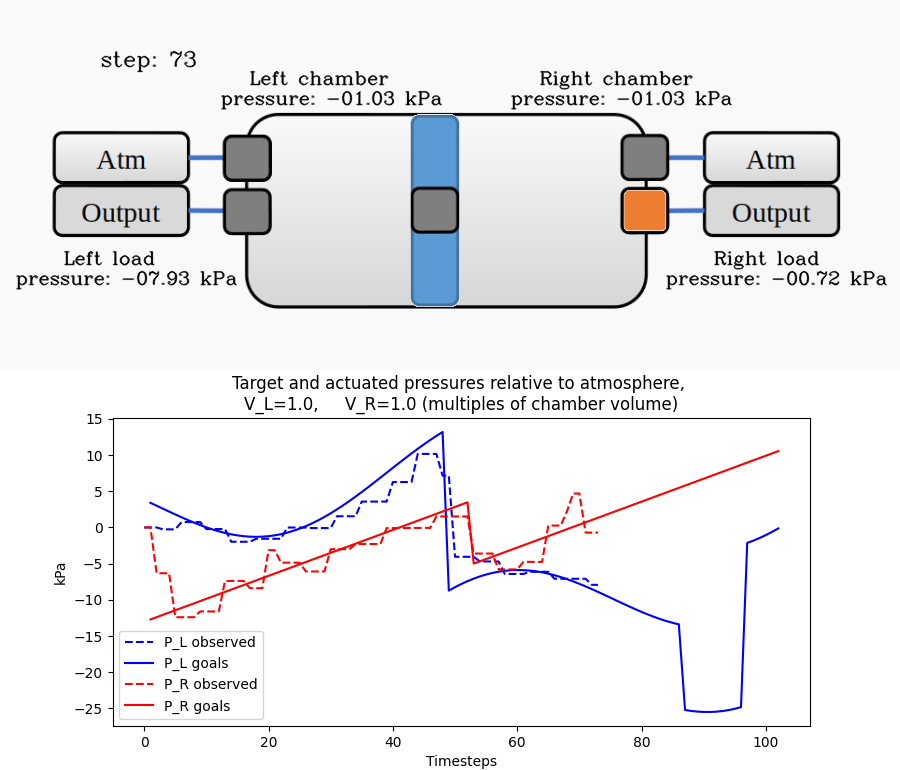 step: 73
Left chamber
pressure: −01.03 kPa
Right chamber
pressure: −01.03 kPa
Atm
Output
Atm
Output
Left load
pressure: −07.93 kPa
Right load
pressure: −00.72 kPa
Target and actuated pressures relative to atmosphere,
V_L=1.0, V_R=1.0 (multiples of chamber volume)
15
10
5
0
−5
−10
−15
−20
−25
kPa
P_L observed
P_L goals
P_R observed
P_R goals
0 20 40 60 80 100
Timesteps